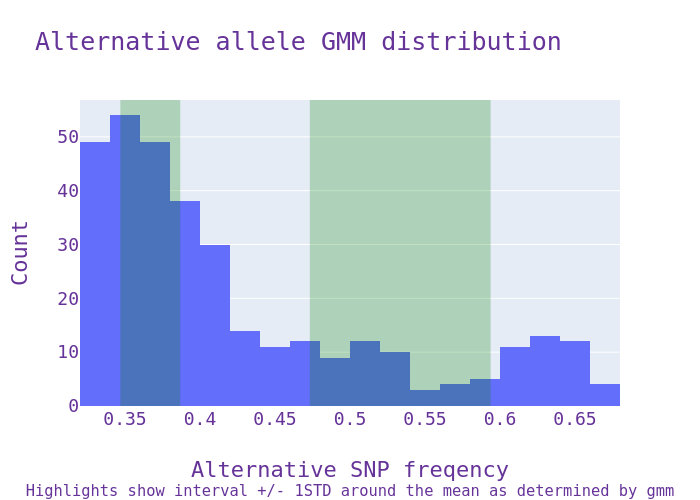 Alternative allele GMM distribution
Count
50
40
30
20
10
0
0.35 0.4 0.45 0.5 0.55 0.6 0.65
Alternative SNP freqency
Highlights show interval +/- 1STD around the mean as determined by gmm